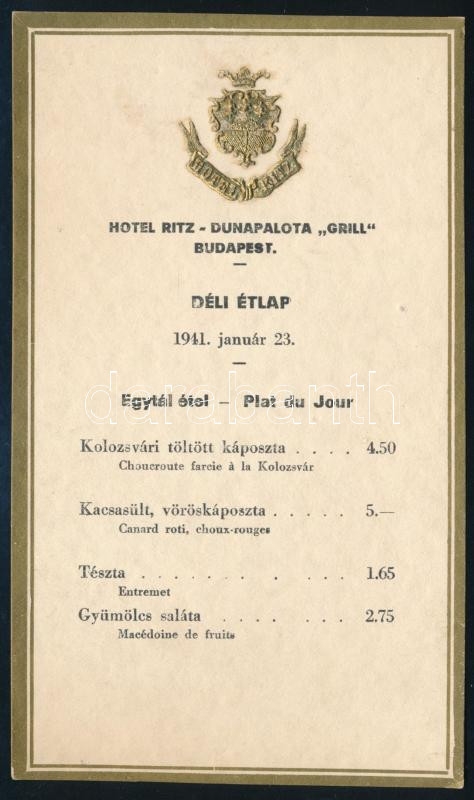 HOTEL RITZ
HOTEL RITZ - DUNAPALOTA „GRILL"
BUDAPEST.
DÉLI ÉTLAP
1941. január 23.
darabanth
Egytál étel - Plat du Jour
Kolozsvári töltött káposzta . . . . 4.50
Choucroute farcie à la Kolozsvár
Kacsasült, vöröskáposzta . . . . . 5.—
Canard roti, choux-rouges
Tészta . . . . . . . . . . 1.65
Entremet
Gyümölcs saláta . . . . . . . 2.75
Macédoine de fruits